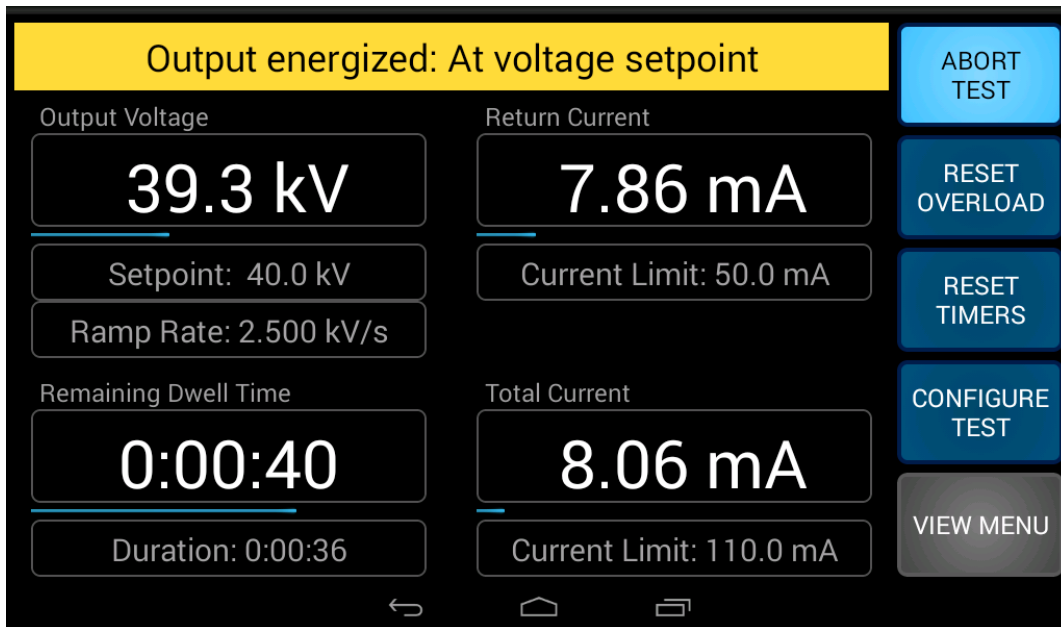 Output energized: At voltage setpoint
Output Voltage
39.3 kV
Setpoint: 40.0 kV
Ramp Rate: 2.500 kV/s
Return Current
7.86 mA
Current Limit: 50.0 mA
Remaining Dwell Time
0:00:40
Duration: 0:00:36
Total Current
8.06 mA
Current Limit: 110.0 mA
ABORT
TEST
RESET
OVERLOAD
RESET
TIMERS
CONFIGURE
TEST
VIEW MENU